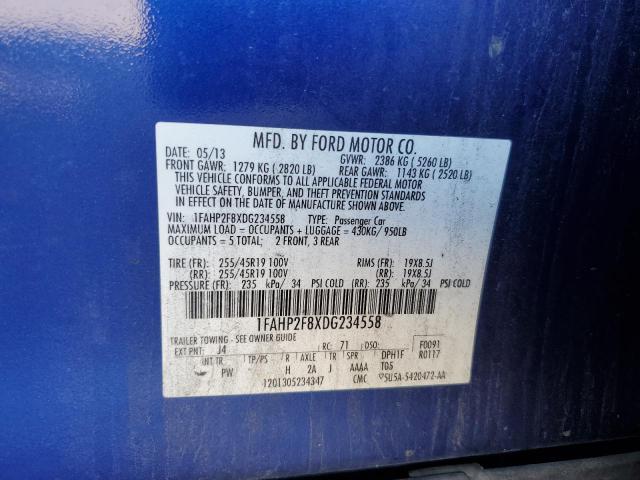 MFD. BY FORD MOTOR CO.
DATE: 05/13 GVWR: 2386 KG ( 5260 LB)
FRONT GAWR: 1279 KG ( 2820 LB) REAR GAWR: 1143 KG ( 2520 LB)
THIS VEHICLE CONFORMS TO ALL APPLICABLE FEDERAL MOTOR
VEHICLE SAFETY, BUMPER, AND THEFT PREVENTION STANDARDS
IN EFFECT ON THE DATE OF MANUFACTURE SHOWN ABOVE.
VIN: 1FAHP2F8XDG234558 TYPE: Passenger Car
MAXIMUM LOAD = OCCUPANTS + LUGGAGE = 430KG/ 950LB
OCCUPANTS = 5 TOTAL: 2 FRONT, 3 REAR
TIRE (FR): 255/45R19 100V RIMS (FR): 19X8.5J
(RR): 255/45R19 100V (RR): 19X8.5J
PRESSURE (FR): 235 kPa/ 34 PSI COLD (RR): 235 kPa/ 34 PSI COLD
1FAHP2F8XDG234558
TRAILER TOWING - SEE OWNER GUIDE F0091
EXT PNT: J4 RC: 71 DSO: R0117
INT TR TP/PS R AXLE TR SPR DPH1F
PW H 2A J AAAA TOS
1201305234347 CMC 5U5A-5420472-AA